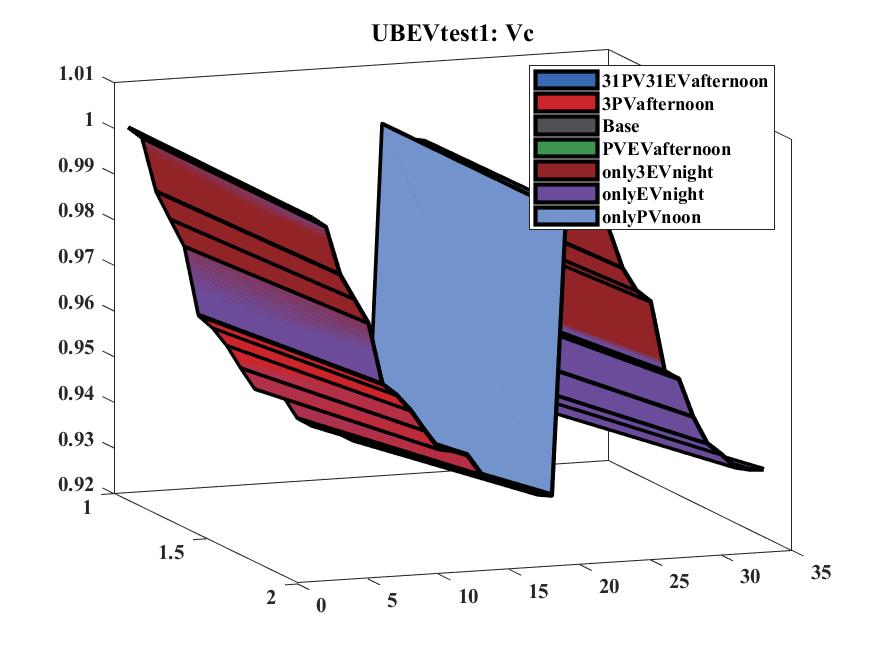 UBEVtest1: Vc
31PV31EVafternoon
3PVafternoon
Base
PVEVafternoon
only3EVnight
onlyEVnight
onlyPVnoon
1.01
1
0.99
0.98
0.97
0.96
0.95
0.94
0.93
0.92
1
1.5
2
0
5
10
15
20
25
30
35